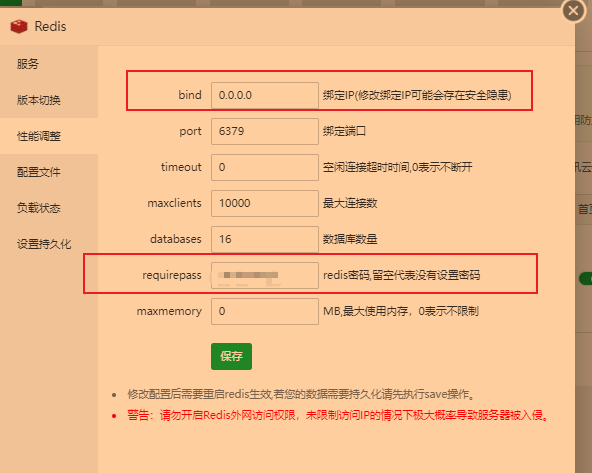 Redis
服务
版本切换
性能调整
配置文件
负载状态
设置持久化
bind 0.0.0.0 绑定IP(修改绑定IP可能会存在安全隐患)
port 6379 绑定端口
timeout 0 空闲连接超时时间,0表示不断开
maxclients 10000 最大连接数
databases 16 数据库数量
requirepass redis密码,留空代表没有设置密码
maxmemory 0 MB,最大使用内存，0表示不限制
保存
修改配置后需要重启redis生效,若您的数据需要持久化请先执行save操作。
警告：请勿开启Redis外网访问权限，未限制访问IP的情况下极大概率导致服务器被入侵。